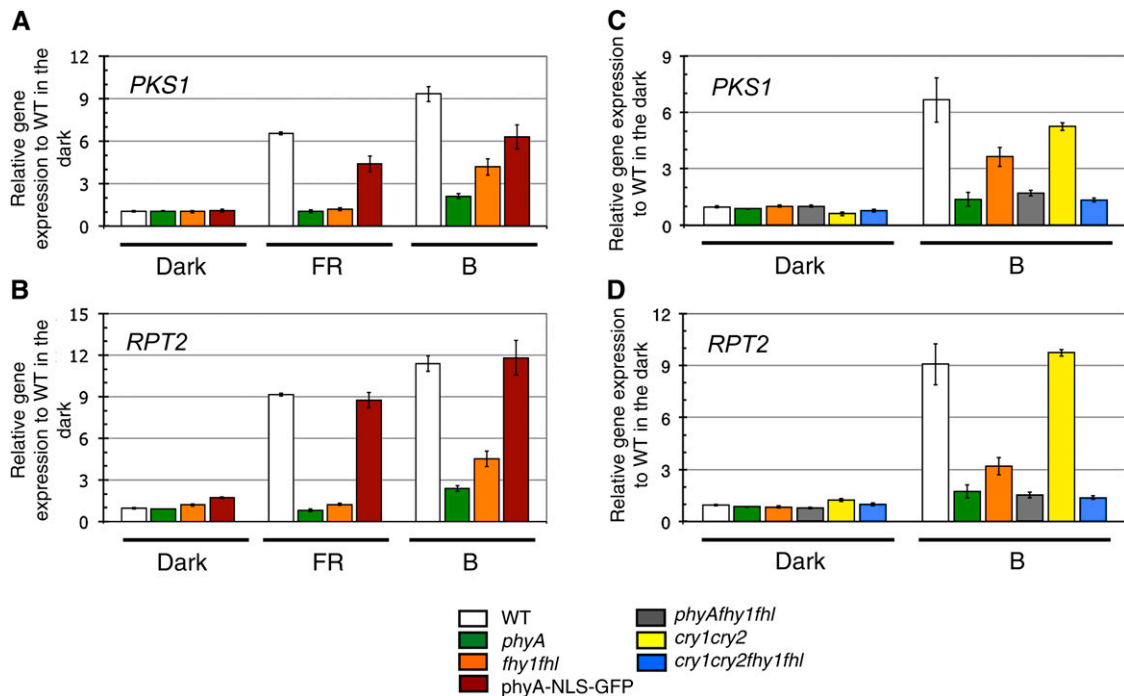 A
12
9
6
3
0
Relative gene
expression to WT in the
dark
PKS1
Dark
FR
B
B
15
12
9
6
3
0
Relative gene
expression to WT in the
dark
RPT2
Dark
FR
B
C
9
6
3
0
Relative gene expression
to WT in the dark
PKS1
Dark
B
D
12
9
6
3
0
Relative gene expression
to WT in the dark
RPT2
Dark
B
WT
phyA
fhy1fhl
phyA-NLS-GFP
phyAfhy1fhl
cry1cry2
cry1cry2fhy1fhl